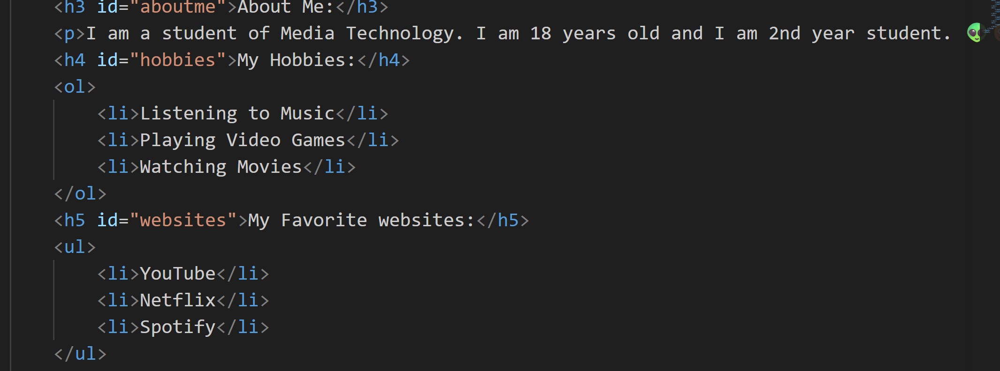 <h3 id="aboutme">About Me:</h3>
<p>I am a student of Media Technology. I am 18 years old and I am 2nd year student. 👽
<h4 id="hobbies">My Hobbies:</h4>
<ol>
<li>Listening to Music</li>
<li>Playing Video Games</li>
<li>Watching Movies</li>
</ol>
<h5 id="websites">My Favorite websites:</h5>
<ul>
<li>YouTube</li>
<li>Netflix</li>
<li>Spotify</li>
</ul>